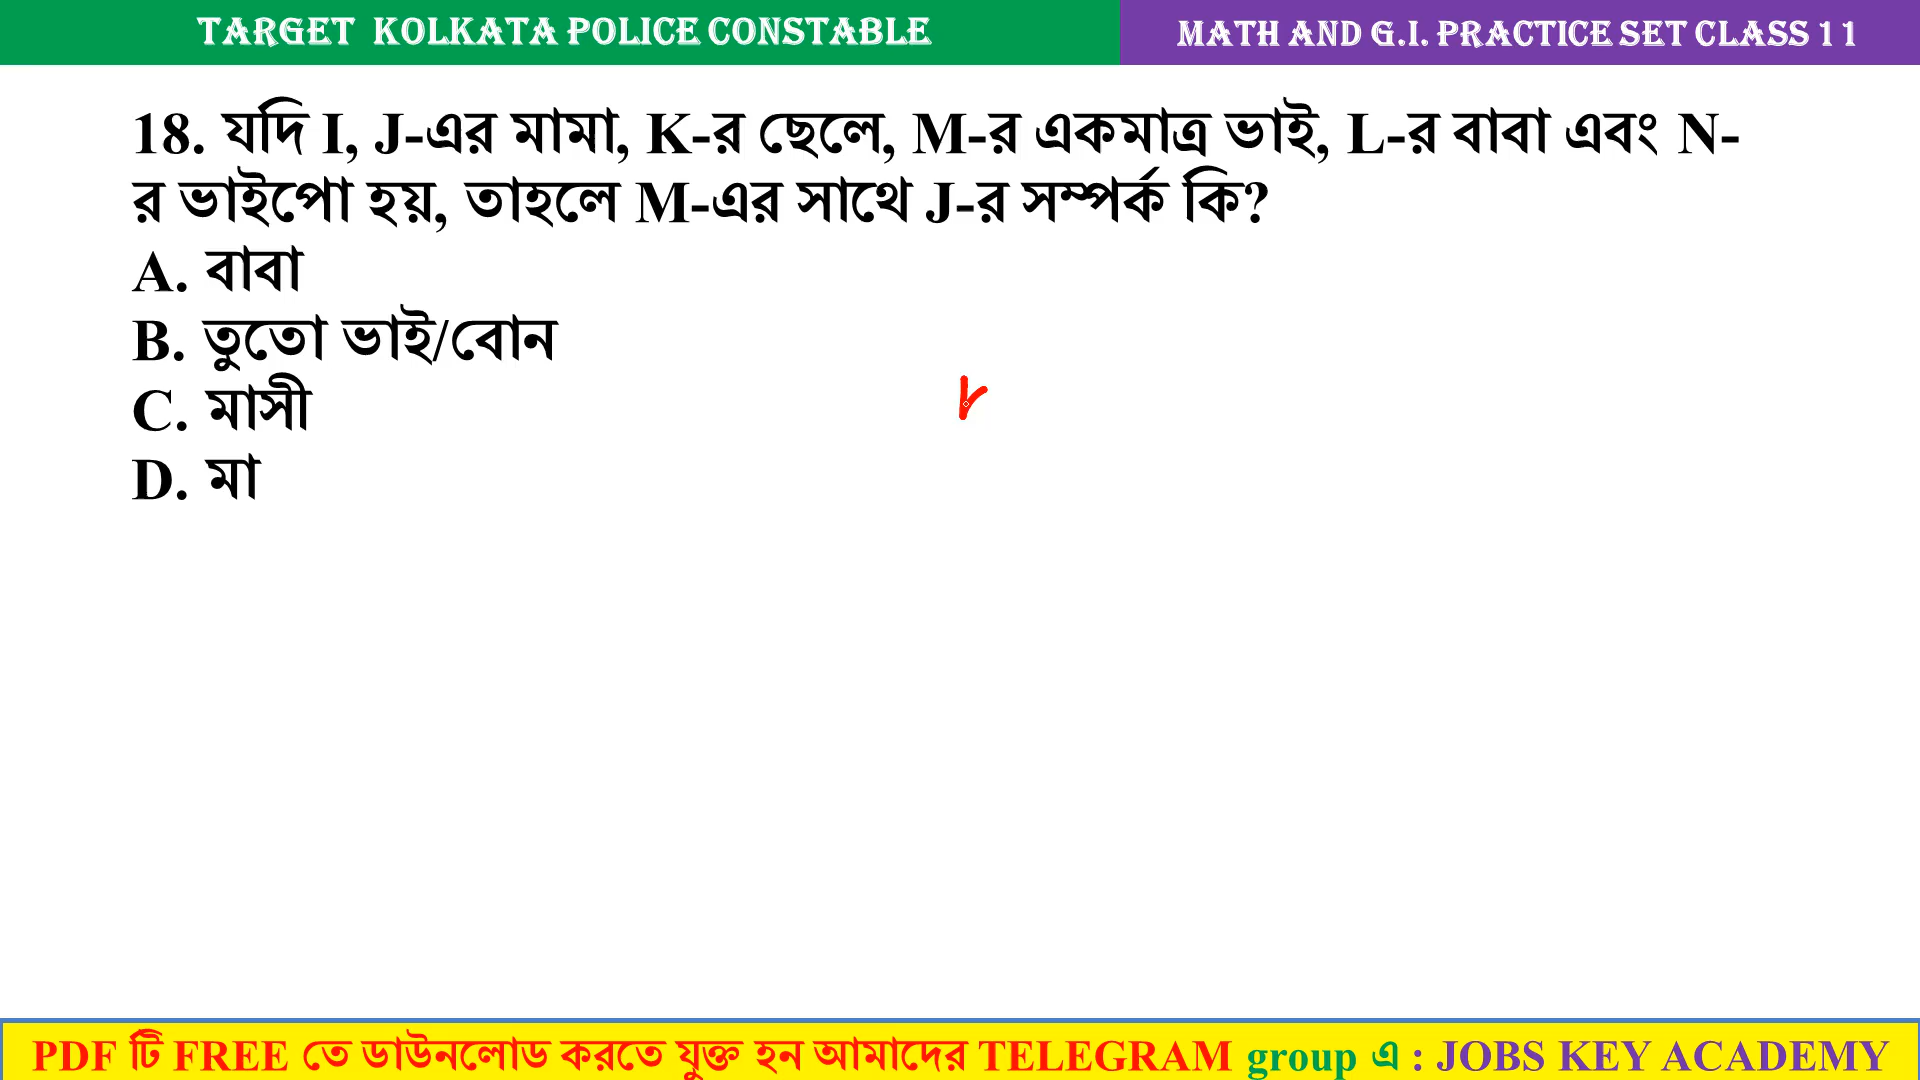 TARGET KOLKATA POLICE CONSTABLE
MATH AND G.I. PRACTICE SET CLASS 11
18. যদি I, J-এর মামা, K-র ছেলে, M-র একমাত্র ভাই, L-র বাবা এবং N-
র ভাইপো হয়, তাহলে M-এর সাথে J-র সম্পর্ক কি?
A. বাবা
B. তুতো ভাই/বোন
C. মাসী
D. মা
PDF টি FREE তে ডাউনলোড করতে যুক্ত হন আমাদের TELEGRAM group এ : JOBS KEY ACADEMY